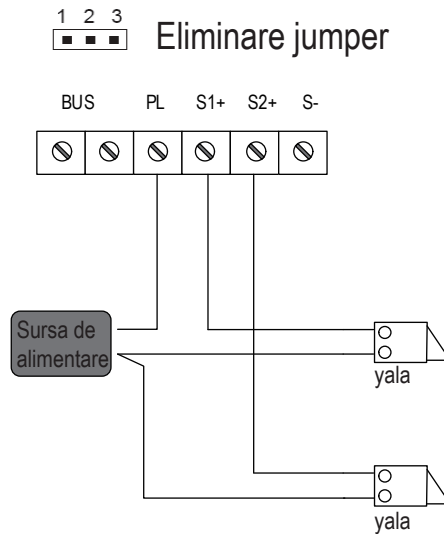 1 2 3
Eliminare jumper
BUS PL S1+ S2+ S-
Sursa de
alimentare
yala
yala